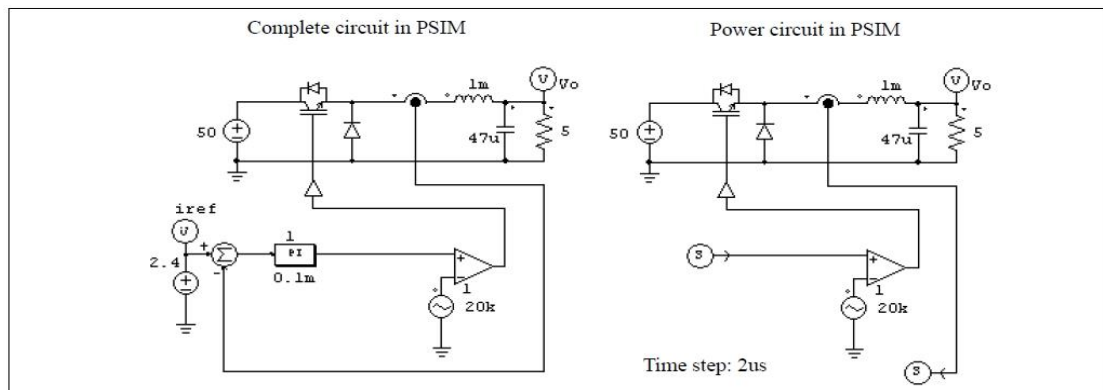 Complete circuit in PSIM
Power circuit in PSIM
V
Vo
1m
50
47u
5
iref
V
2.4
+
-
Σ
1
PI
0.1m
+
-
1
20k
V
Vo
1m
50
47u
5
S
+
-
1
20k
S
Time step: 2us